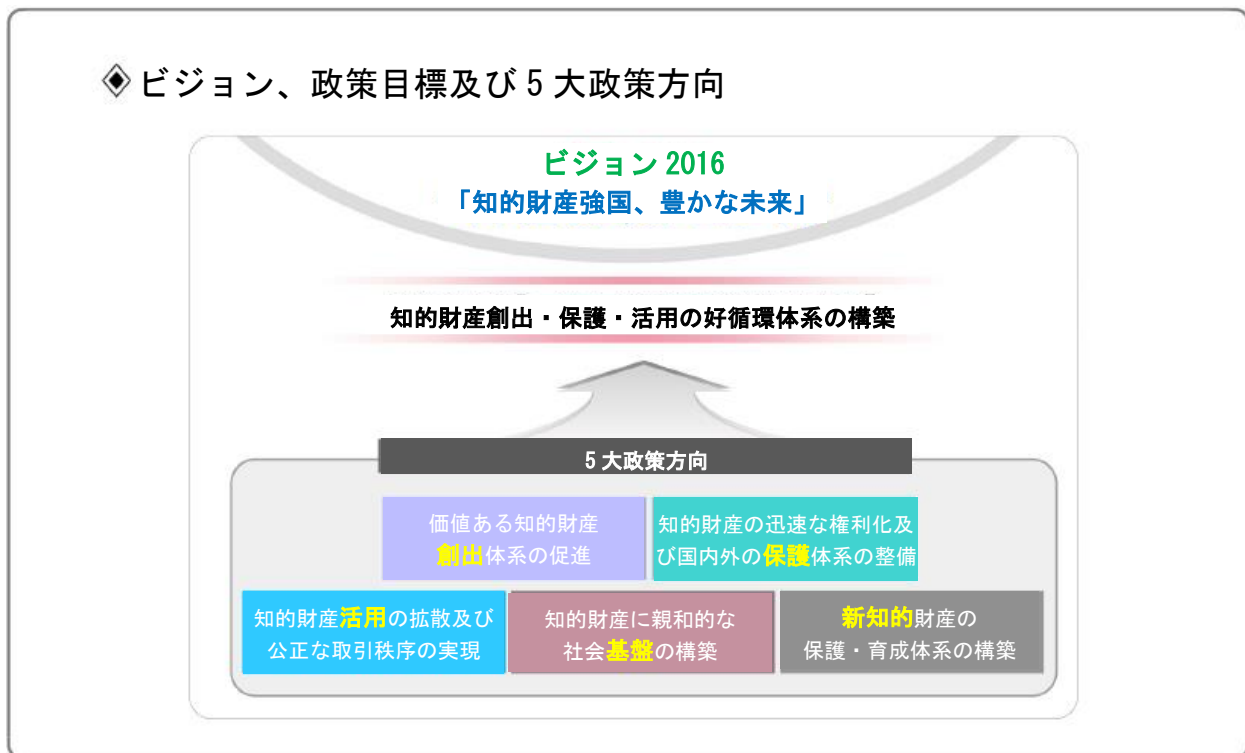 ビジョン、政策目標及び5大政策方向
ビジョン 2016
「知的財産強国、豊かな未来」
知的財産創出・保護・活用の好循環体系の構築
5大政策方向
価値ある知的財産
創出体系の促進
知的財産の迅速な権利化及
び国内外の保護体系の整備
知的財産活用の拡散及び
公正な取引秩序の実現
知的財産に親和的な
社会基盤の構築
新知的財産の
保護・育成体系の構築